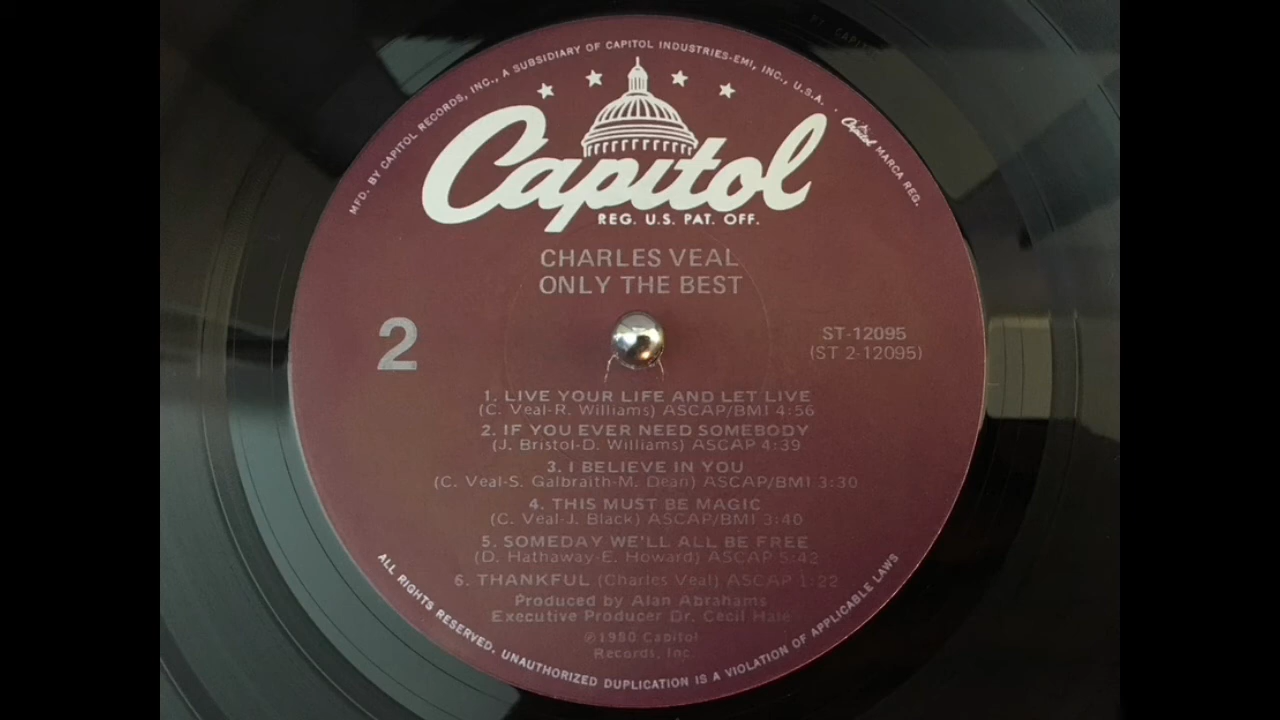 MFD. BY CAPITOL RECORDS, INC., A SUBSIDIARY OF CAPITOL INDUSTRIES-EMI, INC., U.S.A. . Capitol MARCA REG.
Capitol
REG. U.S. PAT. OFF.
CHARLES VEAL
ONLY THE BEST
2
ST-12095
(ST 2-12095)
1. LIVE YOUR LIFE AND LET LIVE
(C. Veal-R. Williams) ASCAP/BMI 4:56
2. IF YOU EVER NEED SOMEBODY
(J. Bristol-D. Williams) ASCAP 4:39
3. I BELIEVE IN YOU
(C. Veal-S. Galbraith-M. Dean) ASCAP/BMI 3:30
4. THIS MUST BE MAGIC
(C. Veal-J. Black) ASCAP/BMI 3:40
5. SOMEDAY WE'LL ALL BE FREE
(D. Hathaway-E. Howard) ASCAP 5:42
6. THANKFUL (Charles Veal) ASCAP 1:22
Produced by Alan Abrahams
Executive Producer Dr. Cecil Hale
℗1980 Capitol
Records, Inc.
ALL RIGHTS RESERVED. UNAUTHORIZED DUPLICATION IS A VIOLATION OF APPLICABLE LAWS